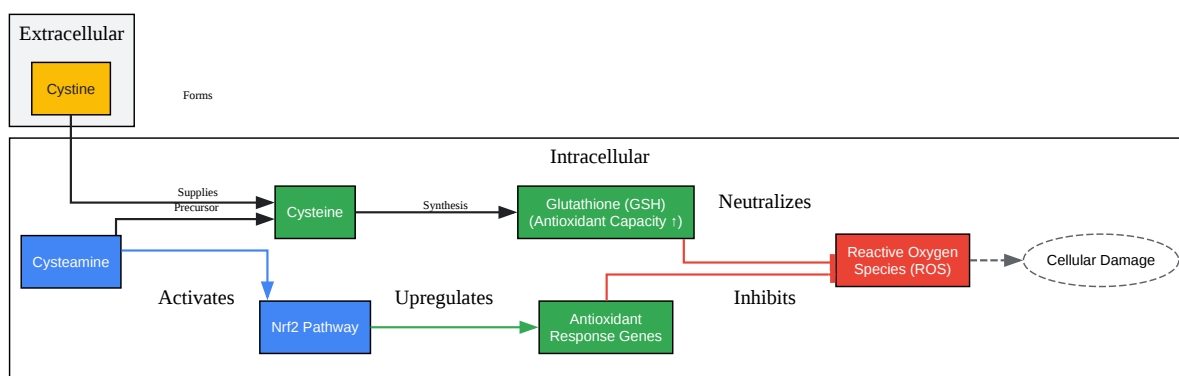 Extracellular
Cystine
Forms
Intracellular
Supplies
Precursor
Cysteine
Synthesis
Glutathione (GSH)
(Antioxidant Capacity ↑)
Neutralizes
Cysteamine
Reactive Oxygen
Species (ROS)
Cellular Damage
Activates
Upregulates
Inhibits
Nrf2 Pathway
Antioxidant
Response Genes